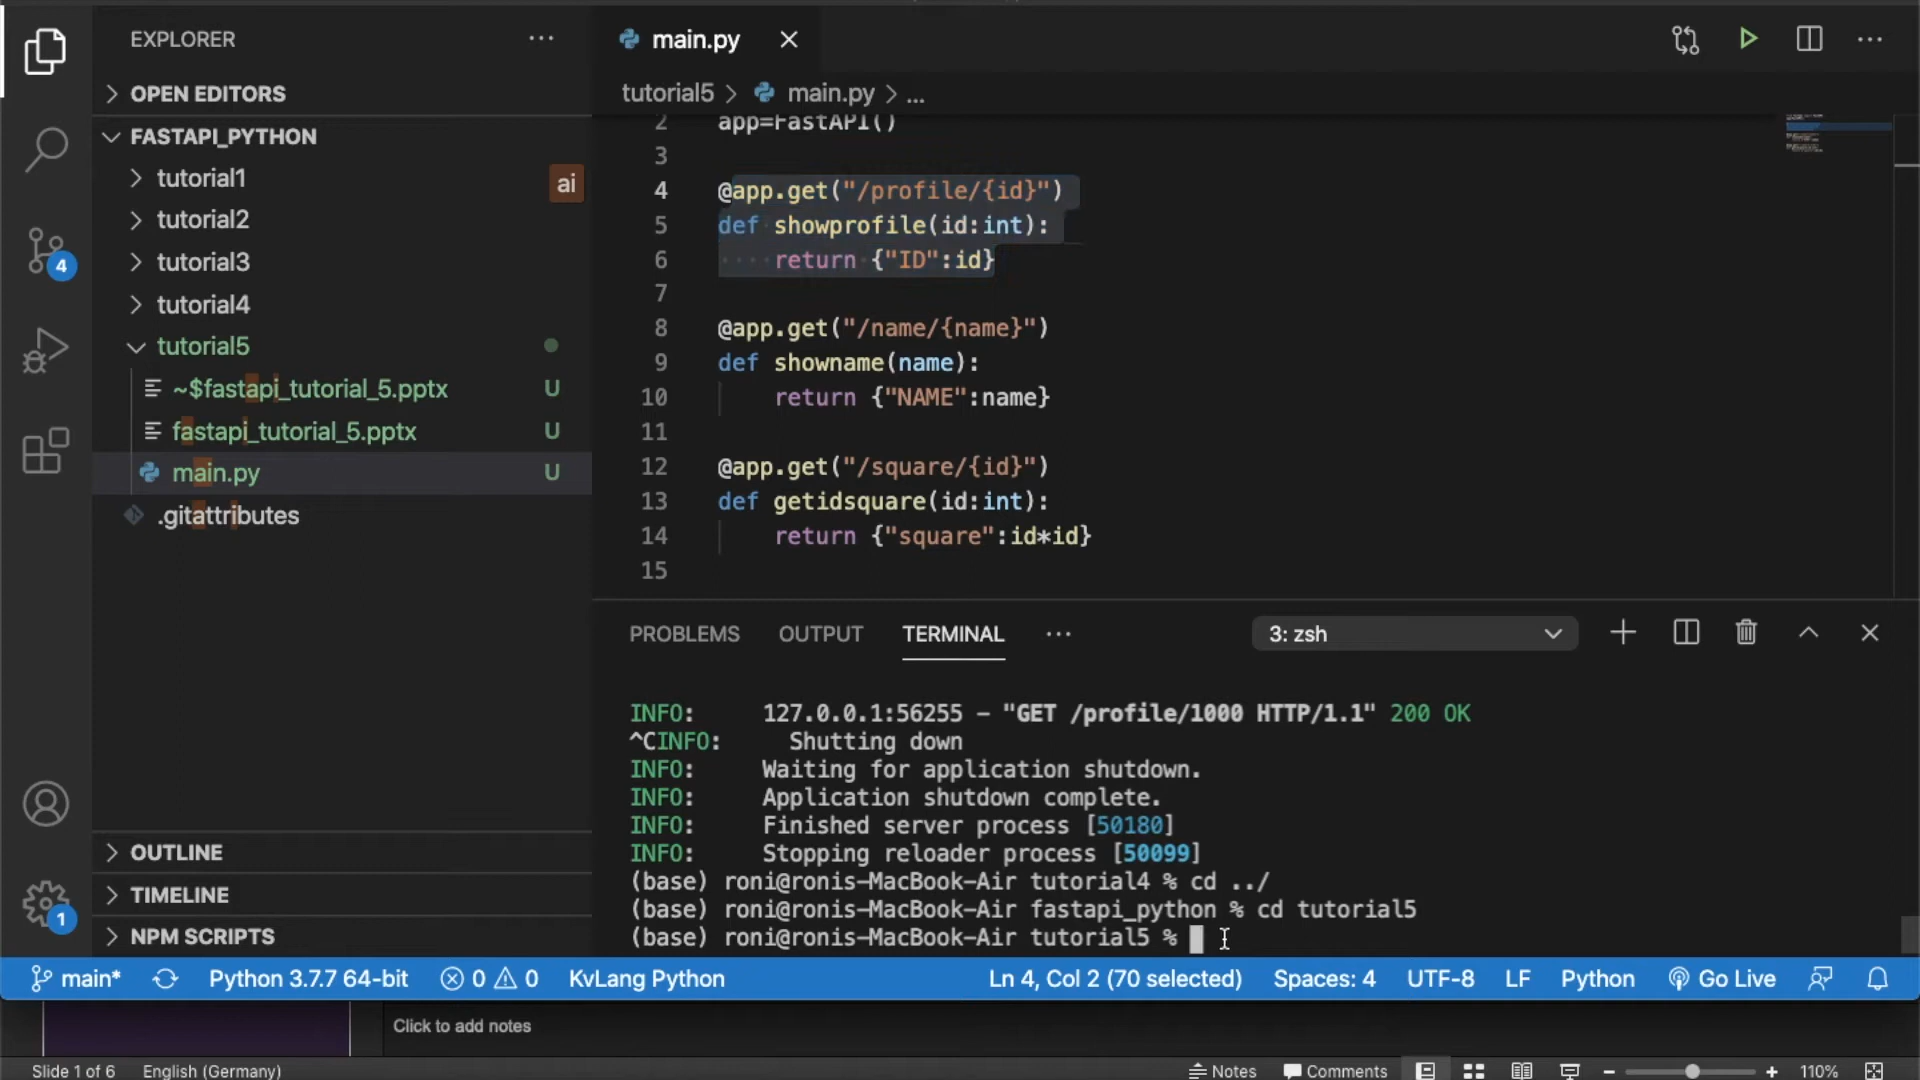 EXPLORER
OPEN EDITORS
FASTAPI_PYTHON
tutorial1
ai
tutorial2
tutorial3
tutorial4
tutorial5
~$fastapi_tutorial_5.pptx U
fastapi_tutorial_5.pptx U
main.py U
.gitattributes
OUTLINE
TIMELINE
NPM SCRIPTS
4
1
main.py
tutorial5 > main.py > ...
2 app=FastAPI()
3
4 @app.get("/profile/{id}")
5 def showprofile(id:int):
6 return {"ID":id}
7
8 @app.get("/name/{name}")
9 def showname(name):
10 return {"NAME":name}
11
12 @app.get("/square/{id}")
13 def getidsquare(id:int):
14 return {"square":id*id}
15
PROBLEMS OUTPUT TERMINAL 3: zsh
INFO: 127.0.0.1:56255 - "GET /profile/1000 HTTP/1.1" 200 OK
^CINFO: Shutting down
INFO: Waiting for application shutdown.
INFO: Application shutdown complete.
INFO: Finished server process [50180]
INFO: Stopping reloader process [50099]
(base) roni@ronis-MacBook-Air tutorial4 % cd ../
(base) roni@ronis-MacBook-Air fastapi_python % cd tutorial5
(base) roni@ronis-MacBook-Air tutorial5 %
main* Python 3.7.7 64-bit 0 0 KvLang Python Ln 4, Col 2 (70 selected) Spaces: 4 UTF-8 LF Python Go Live
Click to add notes
Slide 1 of 6 English (Germany) Notes Comments 110%